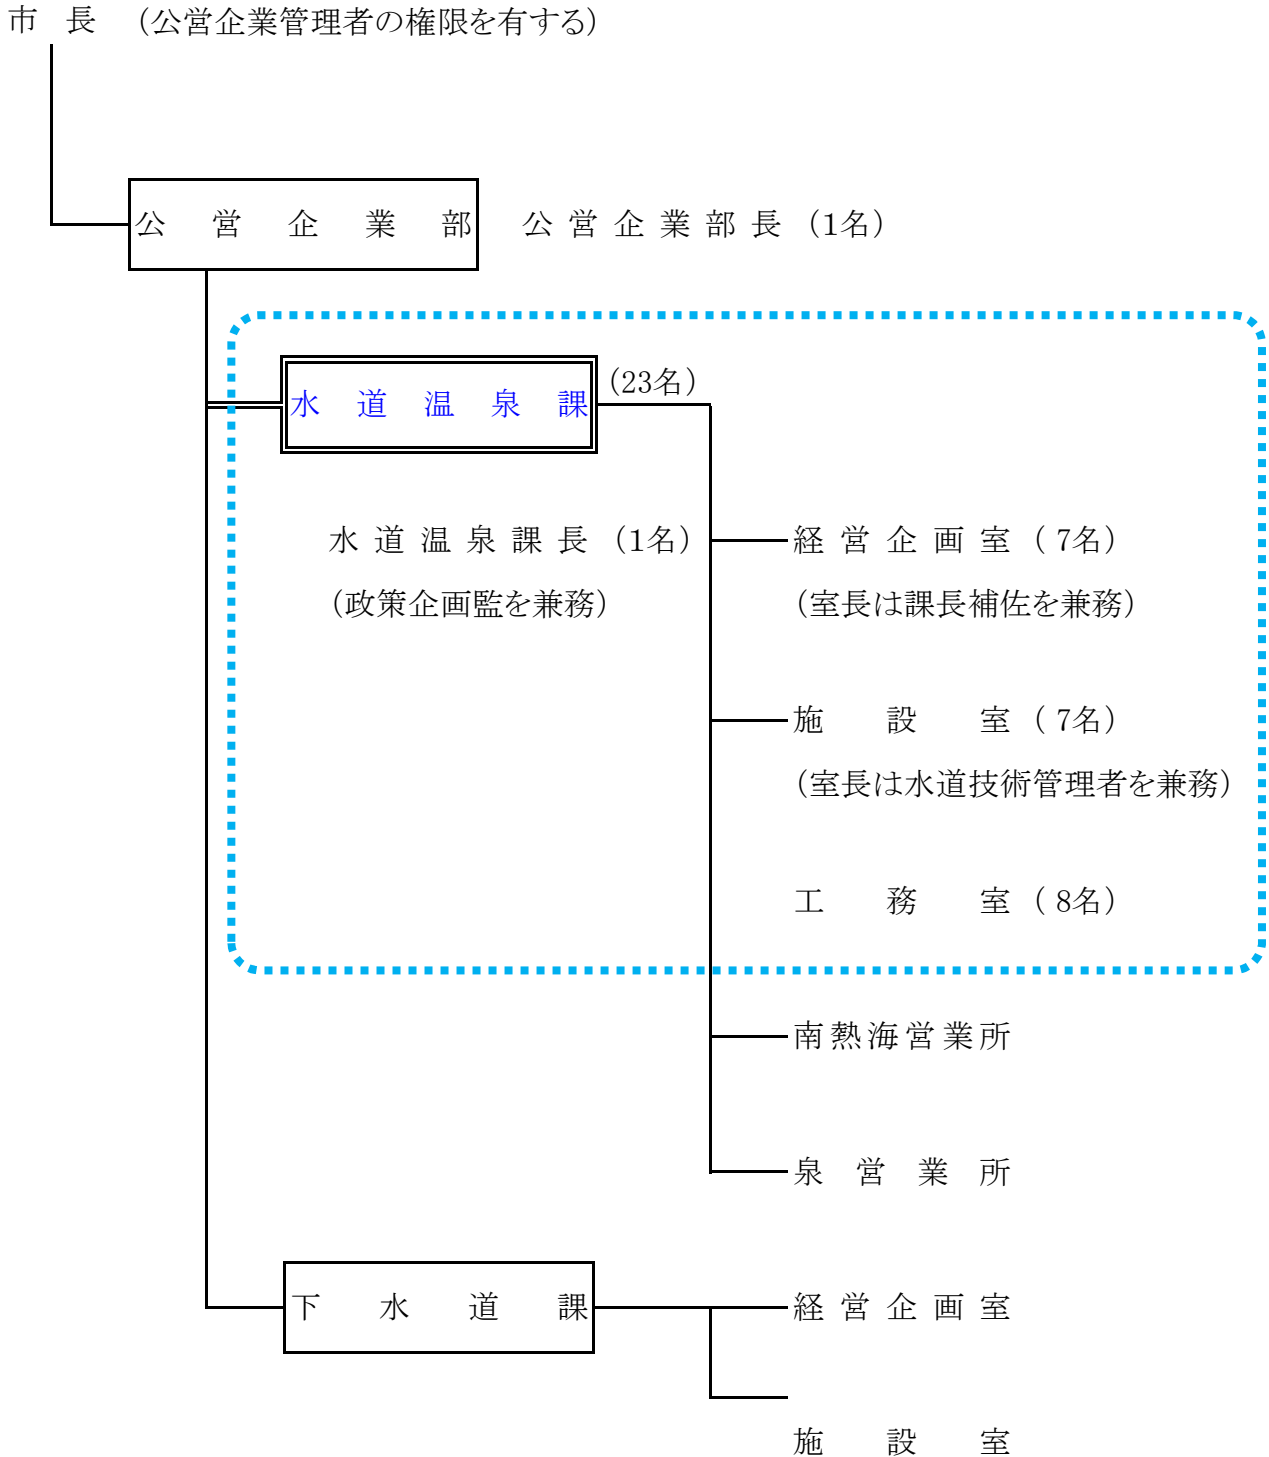 市長 （公営企業管理者の権限を有する）
公営企業部 公営企業部長（1名）
水道温泉課 （23名）
水道温泉課長（1名） 経営企画室（ 7名）
（政策企画監を兼務） （室長は課長補佐を兼務）
施設室（ 7名）
（室長は水道技術管理者を兼務）
工務室（ 8名）
南熱海営業所
泉営業所
下水道課 経営企画室
施設室